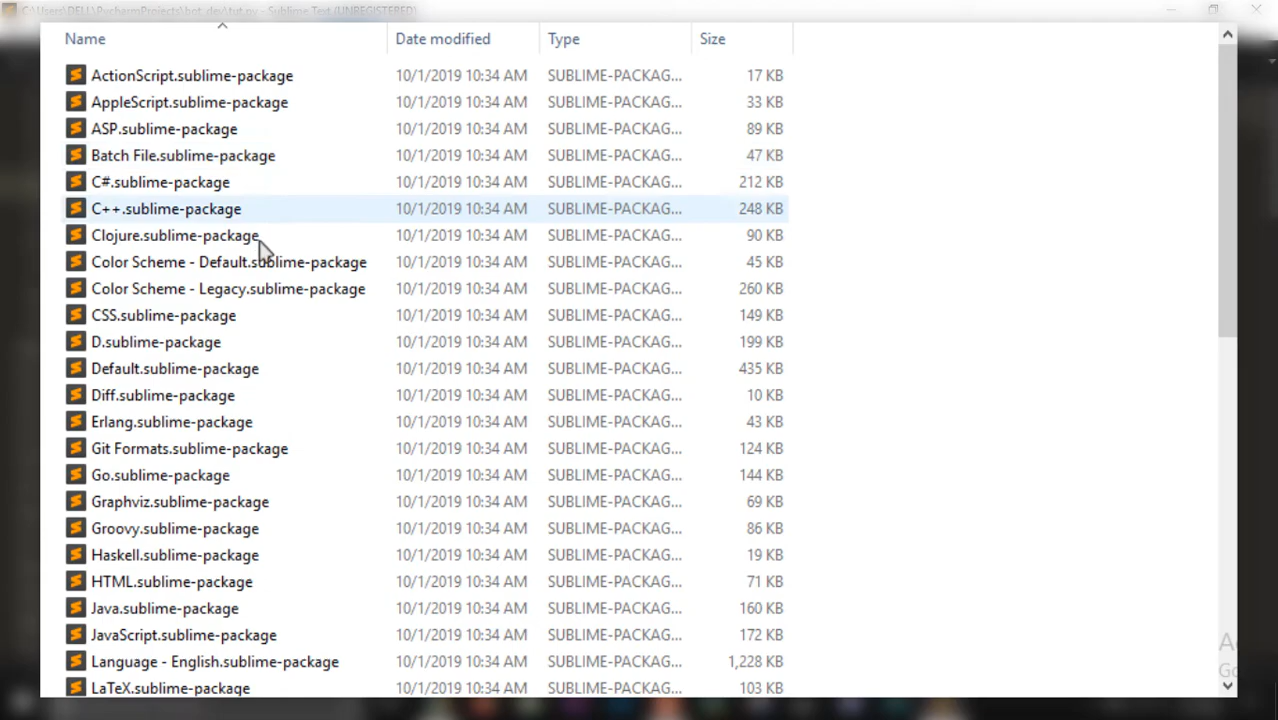 C:\Users\DELL\PycharmProjects\bot_dev\tut.py - Sublime Text (UNREGISTERED)
Name Date modified Type Size
ActionScript.sublime-package 10/1/2019 10:34 AM SUBLIME-PACKAG... 17 KB
AppleScript.sublime-package 10/1/2019 10:34 AM SUBLIME-PACKAG... 33 KB
ASP.sublime-package 10/1/2019 10:34 AM SUBLIME-PACKAG... 89 KB
Batch File.sublime-package 10/1/2019 10:34 AM SUBLIME-PACKAG... 47 KB
C#.sublime-package 10/1/2019 10:34 AM SUBLIME-PACKAG... 212 KB
C++.sublime-package 10/1/2019 10:34 AM SUBLIME-PACKAG... 248 KB
Clojure.sublime-package 10/1/2019 10:34 AM SUBLIME-PACKAG... 90 KB
Color Scheme - Default.sublime-package 10/1/2019 10:34 AM SUBLIME-PACKAG... 45 KB
Color Scheme - Legacy.sublime-package 10/1/2019 10:34 AM SUBLIME-PACKAG... 260 KB
CSS.sublime-package 10/1/2019 10:34 AM SUBLIME-PACKAG... 149 KB
D.sublime-package 10/1/2019 10:34 AM SUBLIME-PACKAG... 199 KB
Default.sublime-package 10/1/2019 10:34 AM SUBLIME-PACKAG... 435 KB
Diff.sublime-package 10/1/2019 10:34 AM SUBLIME-PACKAG... 10 KB
Erlang.sublime-package 10/1/2019 10:34 AM SUBLIME-PACKAG... 43 KB
Git Formats.sublime-package 10/1/2019 10:34 AM SUBLIME-PACKAG... 124 KB
Go.sublime-package 10/1/2019 10:34 AM SUBLIME-PACKAG... 144 KB
Graphviz.sublime-package 10/1/2019 10:34 AM SUBLIME-PACKAG... 69 KB
Groovy.sublime-package 10/1/2019 10:34 AM SUBLIME-PACKAG... 86 KB
Haskell.sublime-package 10/1/2019 10:34 AM SUBLIME-PACKAG... 19 KB
HTML.sublime-package 10/1/2019 10:34 AM SUBLIME-PACKAG... 71 KB
Java.sublime-package 10/1/2019 10:34 AM SUBLIME-PACKAG... 160 KB
JavaScript.sublime-package 10/1/2019 10:34 AM SUBLIME-PACKAG... 172 KB
Language - English.sublime-package 10/1/2019 10:34 AM SUBLIME-PACKAG... 1,228 KB
LaTeX.sublime-package 10/1/2019 10:34 AM SUBLIME-PACKAG... 103 KB